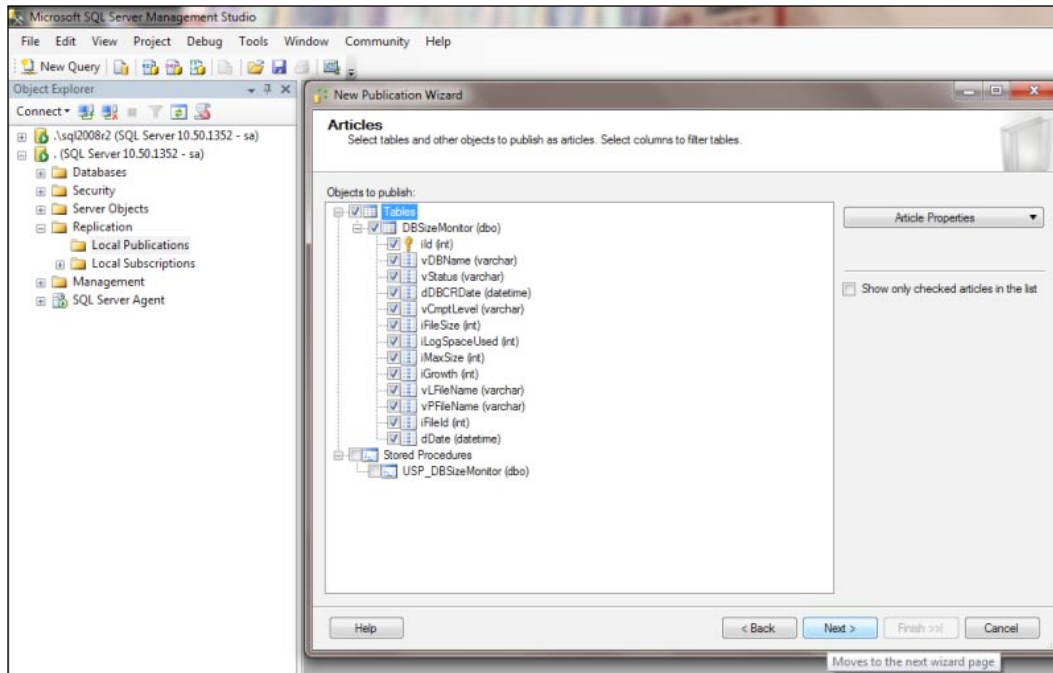 Microsoft SQL Server Management Studio
File Edit View Project Debug Tools Window Community Help
New Query
Object Explorer
Connect
.\sql2008r2 (SQL Server 10.50.1352 - sa)
. (SQL Server 10.50.1352 - sa)
Databases
Security
Server Objects
Replication
Local Publications
Local Subscriptions
Management
SQL Server Agent
New Publication Wizard
Articles
Select tables and other objects to publish as articles. Select columns to filter tables.
Objects to publish:
Tables
DBSizeMonitor (dbo)
iId (int)
vDBName (varchar)
vStatus (varchar)
dDBCRDate (datetime)
vCmptLevel (varchar)
iFileSize (int)
iLogSpaceUsed (int)
iMaxSize (int)
iGrowth (int)
vLFileName (varchar)
vPFileName (varchar)
iFileId (int)
dDate (datetime)
Stored Procedures
USP_DBSizeMonitor (dbo)
Article Properties
Show only checked articles in the list
Help < Back Next > Finish >>| Cancel
Moves to the next wizard page